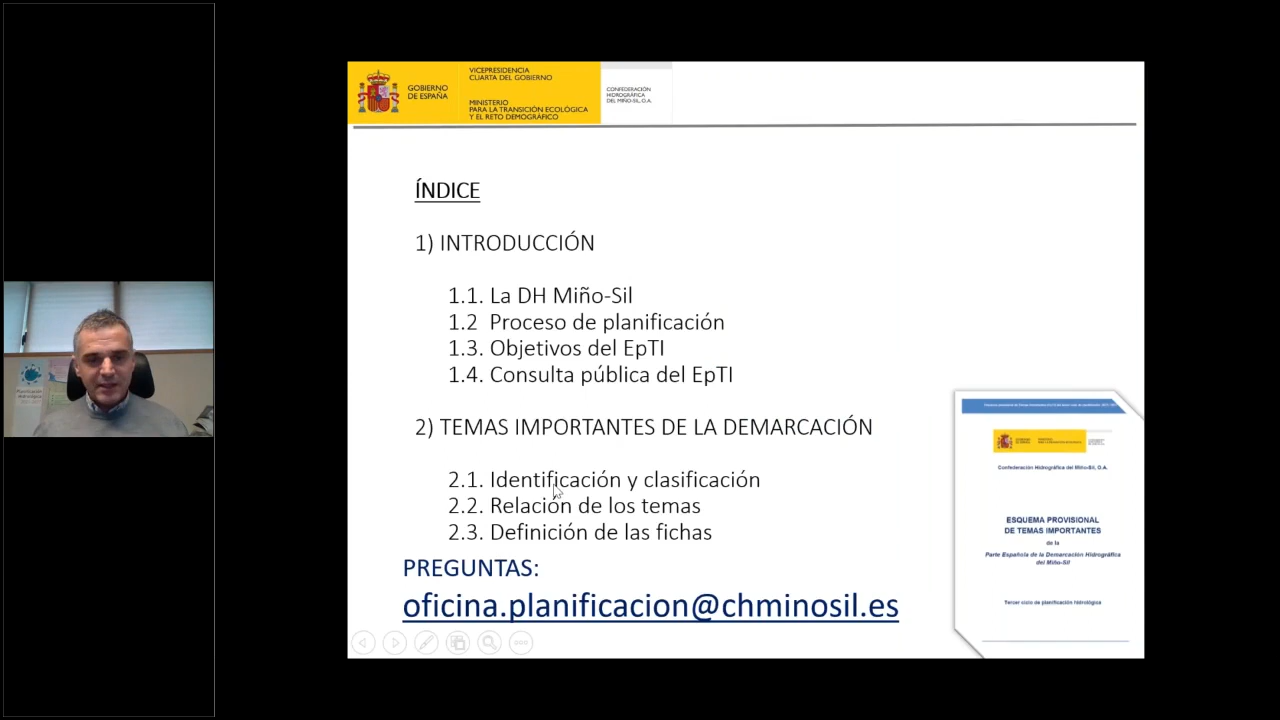 GOBIERNO
DE ESPAÑA
VICEPRESIDENCIA
CUARTA DEL GOBIERNO
MINISTERIO
PARA LA TRANSICIÓN ECOLÓGICA
Y EL RETO DEMOGRÁFICO
CONFEDERACIÓN
HIDROGRÁFICA
DEL MIÑO-SIL, O.A.
ÍNDICE
1) INTRODUCCIÓN
1.1. La DH Miño-Sil
1.2 Proceso de planificación
1.3. Objetivos del EpTI
1.4. Consulta pública del EpTI
2) TEMAS IMPORTANTES DE LA DEMARCACIÓN
2.1. Identificación y clasificación
2.2. Relación de los temas
2.3. Definición de las fichas
PREGUNTAS:
oficina.planificacion@chminosil.es
Confederación Hidrográfica del Miño-Sil, O.A.
ESQUEMA PROVISIONAL
DE TEMAS IMPORTANTES
de la
Parte Española de la Demarcación Hidrográfica
del Miño-Sil
Tercer ciclo de planificación hidrológica